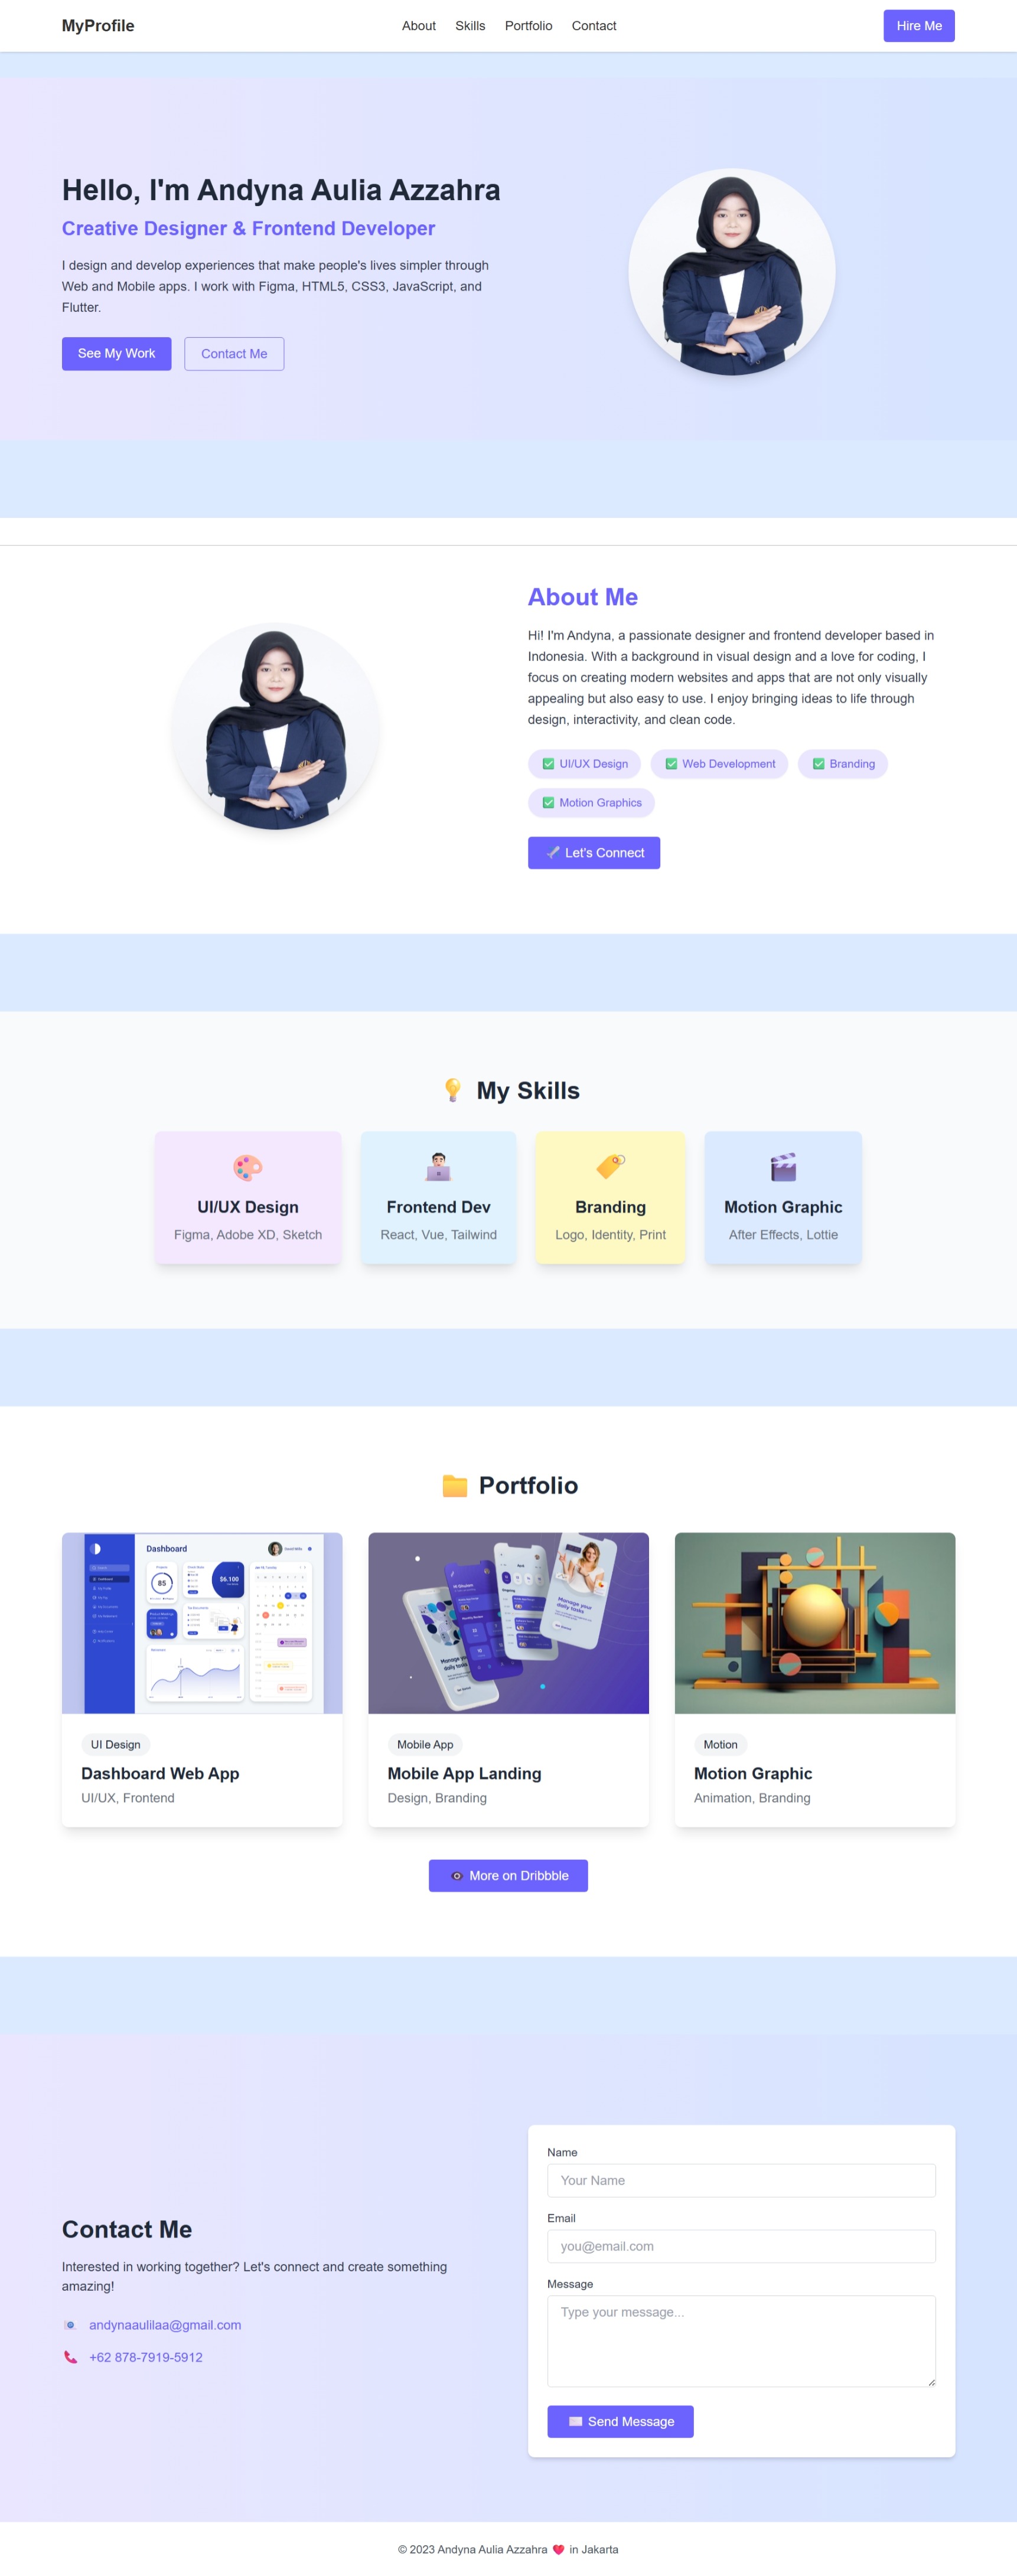 MyProfile
About
Skills
Portfolio
Contact
Hire Me
Hello, I'm Andyna Aulia Azzahra
Creative Designer & Frontend Developer
I design and develop experiences that make people's lives simpler through
Web and Mobile apps. I work with Figma, HTML5, CSS3, JavaScript, and
Flutter.
See My Work
Contact Me
About Me
Hi! I'm Andyna, a passionate designer and frontend developer based in
Indonesia. With a background in visual design and a love for coding, I
focus on creating modern websites and apps that are not only visually
appealing but also easy to use. I enjoy bringing ideas to life through
design, interactivity, and clean code.
✅ UI/UX Design
✅ Web Development
✅ Branding
✅ Motion Graphics
🚀 Let's Connect
💡 My Skills
UI/UX Design
Figma, Adobe XD, Sketch
Frontend Dev
React, Vue, Tailwind
Branding
Logo, Identity, Print
Motion Graphic
After Effects, Lottie
📁 Portfolio
Dashboard
85
$6.100
Manage your
daily tasks
UI Design
Dashboard Web App
UI/UX, Frontend
Mobile App
Mobile App Landing
Design, Branding
Motion
Motion Graphic
Animation, Branding
👁️ More on Dribbble
Contact Me
Interested in working together? Let's connect and create something
amazing!
andynaaulilaa@gmail.com
+62 878-7919-5912
Name
Your Name
Email
you@email.com
Message
Type your message...
✉️ Send Message
© 2023 Andyna Aulia Azzahra ❤️ in Jakarta